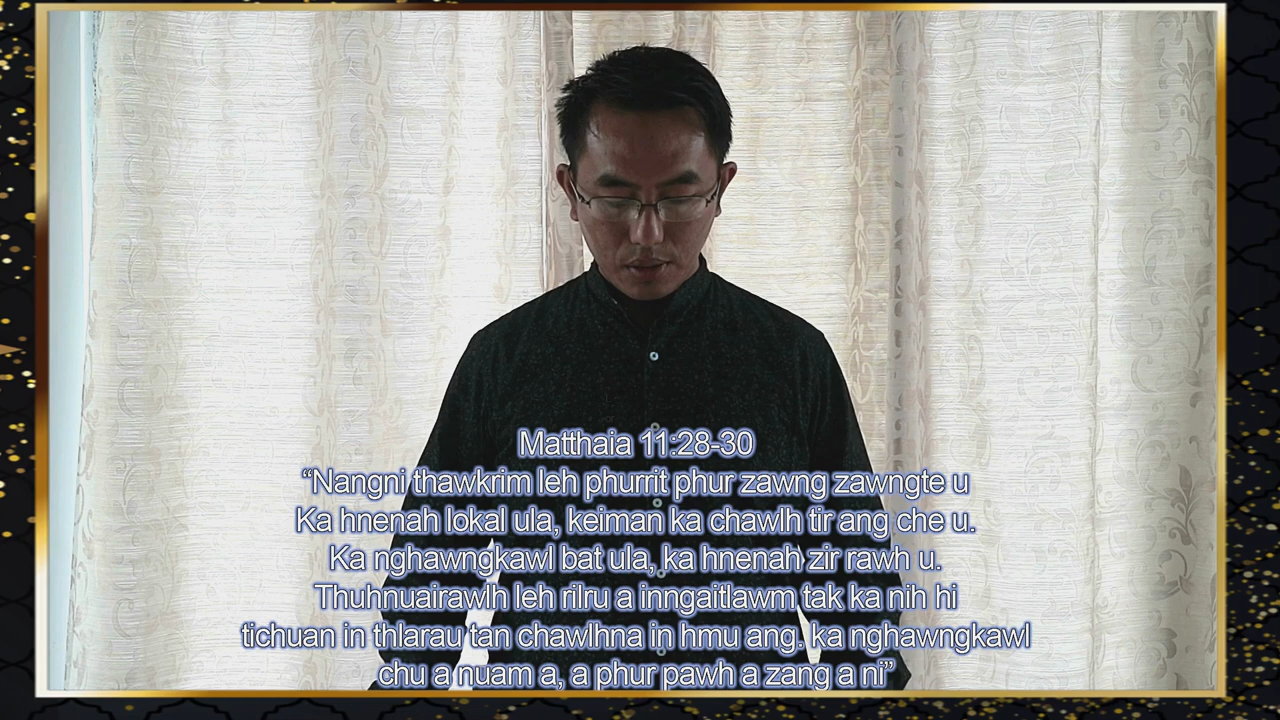 Matthaia 11:28-30
“Nangni thawkrim leh phurrit phur zawng zawngte u
Ka hnenah lokal ula, keiman ka chawlh tir ang che u.
Ka nghawngkawl bat ula, ka hnenah zir rawh u.
Thuhnuairawlh leh rilru a inngaitlawm tak ka nih hi
tichuan in thlarau tan chawlhna in hmu ang. ka nghawngkawl
chu a nuam a, a phur pawh a zang a ni”